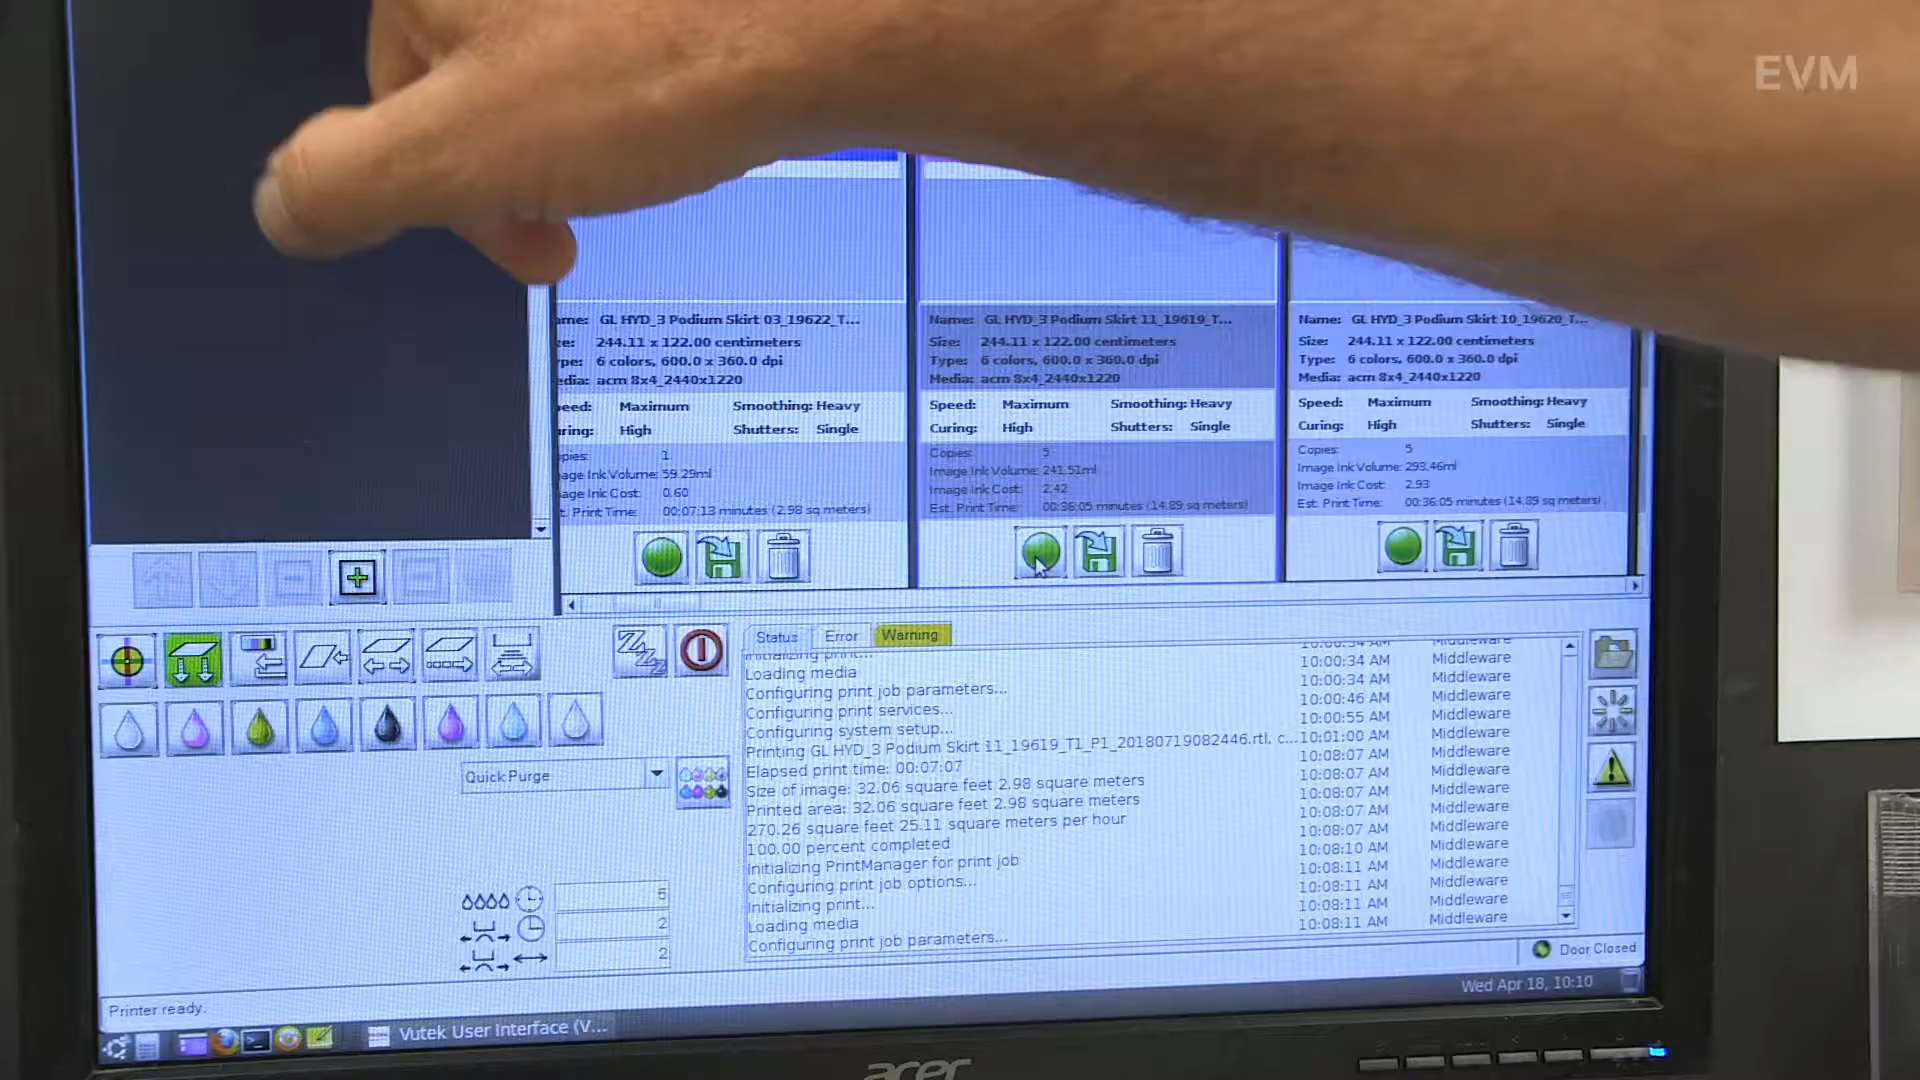 EVM
ame: GL HYD_3 Podium Skirt 03_19622_T...
ze: 244.11 x 122.00 centimeters
pe: 6 colors, 600.0 x 360.0 dpi
edia: acm 8x4_2440x1220
eed: Maximum Smoothing: Heavy
uring: High Shutters: Single
pies: 1
age Ink Volume: 59.29ml
age Ink Cost: 0.60
t. Print Time: 00:07:13 minutes (2.98 sq meters)
Name: GL HYD_3 Podium Skirt 11_19619_T...
Size: 244.11 x 122.00 centimeters
Type: 6 colors, 600.0 x 360.0 dpi
Media: acm 8x4_2440x1220
Speed: Maximum Smoothing: Heavy
Curing: High Shutters: Single
Copies: 5
Image Ink Volume: 241.51ml
Image Ink Cost: 2.42
Est. Print Time: 00:36:05 minutes (14.89 sq meters)
Name: GL HYD_3 Podium Skirt 10_19620_T...
Size: 244.11 x 122.00 centimeters
Type: 6 colors, 600.0 x 360.0 dpi
Media: acm 8x4_2440x1220
Speed: Maximum Smoothing: Heavy
Curing: High Shutters: Single
Copies: 5
Image Ink Volume: 293.46ml
Image Ink Cost: 2.93
Est. Print Time: 00:36:05 minutes (14.89 sq meters)
Zzz
Status Error Warning
Initializing print... 10:00:34 AM Middleware
Loading media 10:00:34 AM Middleware
Configuring print job parameters... 10:00:34 AM Middleware
Configuring print services... 10:00:46 AM Middleware
Configuring system setup... 10:00:55 AM Middleware
Printing GL HYD_3 Podium Skirt 11_19619_T1_P1_20180719082446.rtl, c... 10:01:00 AM Middleware
Elapsed print time: 00:07:07 10:08:07 AM Middleware
Size of image: 32.06 square feet 2.98 square meters 10:08:07 AM Middleware
Printed area: 32.06 square feet 2.98 square meters 10:08:07 AM Middleware
270.26 square feet 25.11 square meters per hour 10:08:07 AM Middleware
100.00 percent completed 10:08:07 AM Middleware
Initializing PrintManager for print job 10:08:10 AM Middleware
Configuring print job options... 10:08:11 AM Middleware
Initializing print... 10:08:11 AM Middleware
Loading media 10:08:11 AM Middleware
Configuring print job parameters... 10:08:11 AM Middleware
Quick Purge
5
2
2
Door Closed
Printer ready.
Wed Apr 18, 10:10
Vutek User Interface (V...
acer